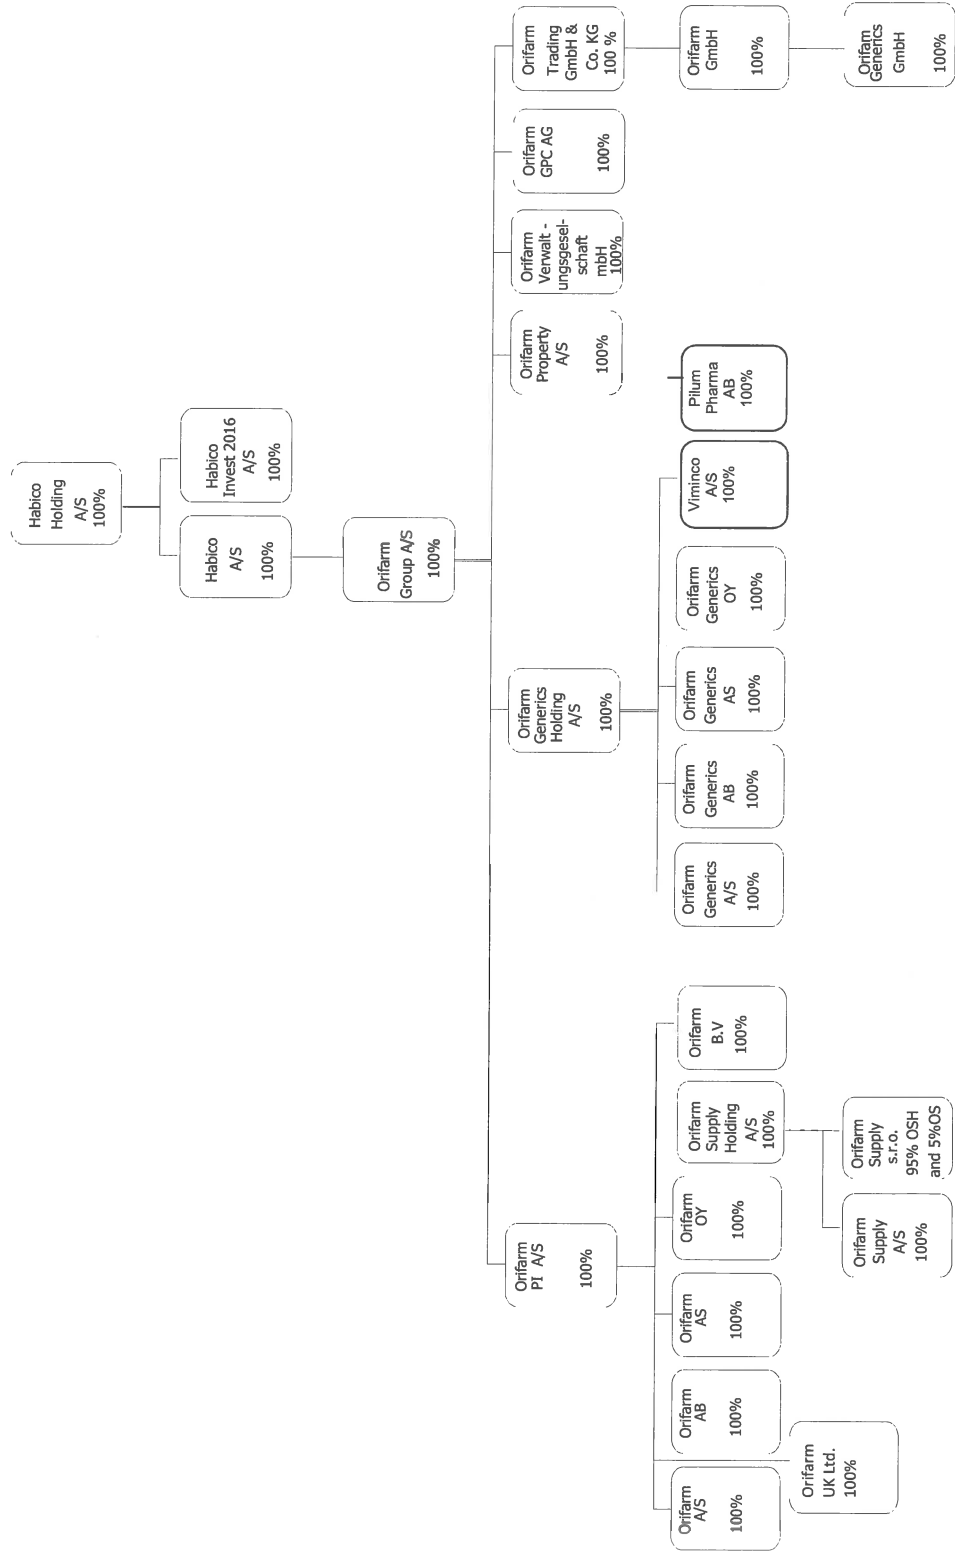 Habico
Holding
A/S
100%
Habico
A/S
100%
Habico
Invest 2016
A/S
100%
Orifarm
Group A/S
100%
Orifarm
PI A/S
100%
Orifarm
Generics
Holding
A/S
100%
Orifarm
Property
A/S
100%
Orifarm
Verwalt -
ungsgesel-
schaft
mbH
100%
Orifarm
GPC AG
100%
Orifarm
Trading
GmbH &
Co. KG
100 %
Orifarm
A/S
100%
Orifarm
AB
100%
Orifarm
AS
100%
Orifarm
OY
100%
Orifarm
Supply
Holding
A/S
100%
Orifarm
B.V
100%
Orifarm
Generics
A/S
100%
Orifarm
Generics
AB
100%
Orifarm
Generics
AS
100%
Orifarm
Generics
OY
100%
Viminco
A/S
100%
Pilum
Pharma
AB
100%
Orifarm
GmbH
100%
Orifarm
UK Ltd.
100%
Orifarm
Supply
A/S
100%
Orifarm
Supply
s.r.o.
95% OSH
and 5%OS
Orifam
Generics
GmbH
100%